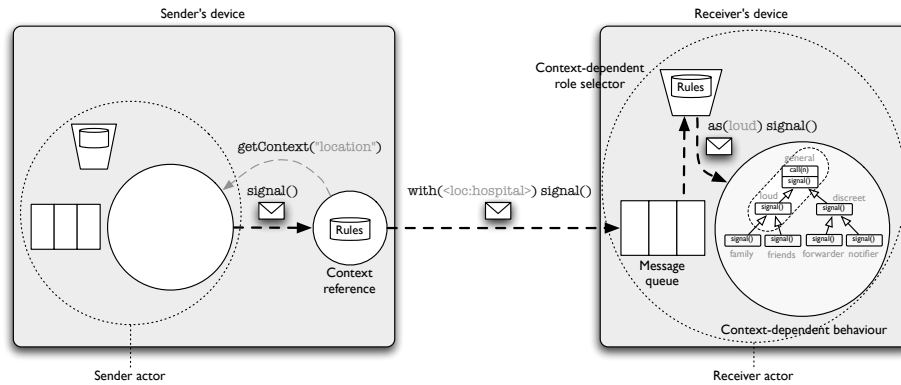 Sender's device
Receiver's device
Context-dependent
role selector
Rules
as(loud) signal()
getContext("location")
signal()
with(<loc:hospital>) signal()
Rules
Context
reference
Message
queue
general
call(n)
signal()
loud
signal()
discreet
signal()
signal()
signal()
signal()
signal()
family
friends
forwarder
notifier
Context-dependent behaviour
Sender actor
Receiver actor